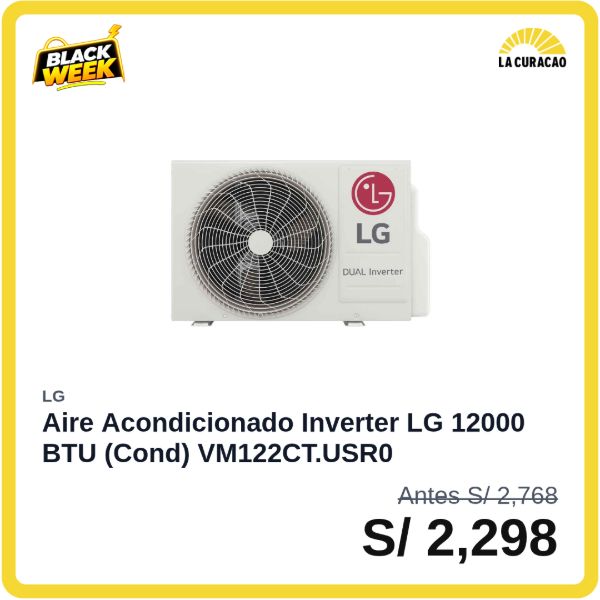 BLACK
WEEK
LA CURACAO
LG
DUAL Inverter
LG
Aire Acondicionado Inverter LG 12000
BTU (Cond) VM122CT.USR0
Antes S/ 2,768
S/ 2,298